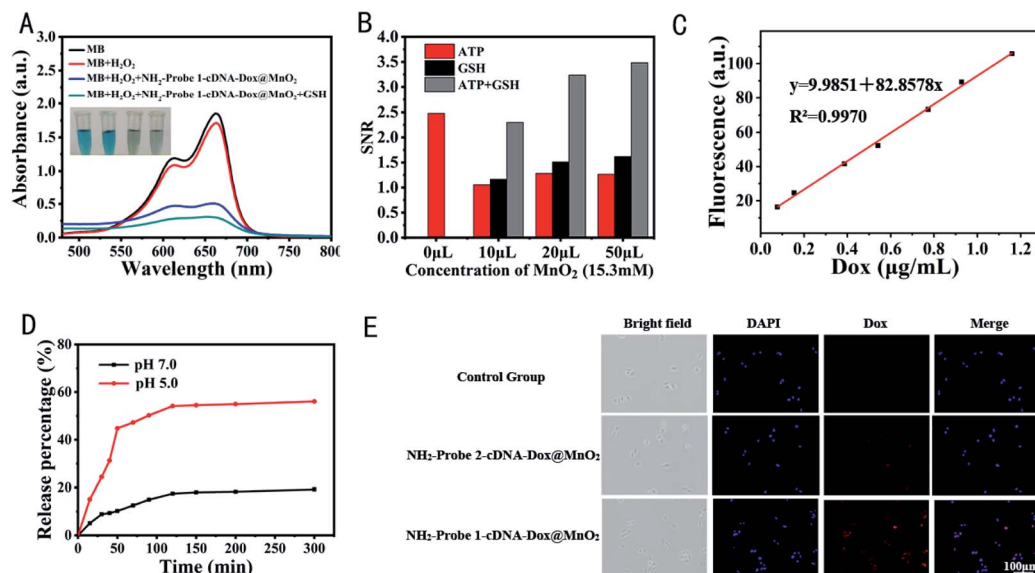 A
Absorbance (a.u.)
3.0
2.5
2.0
1.5
1.0
0.5
0.0
MB
MB+H₂O₂
MB+H₂O₂+NH₂-Probe 1-cDNA-Dox@MnO₂
MB+H₂O₂+NH₂-Probe 1-cDNA-Dox@MnO₂+GSH
500 550 600 650 700 750 800
Wavelength (nm)
B
SNR
4.0
3.5
3.0
2.5
2.0
1.5
1.0
0.5
0.0
ATP
GSH
ATP+GSH
0μL 10μL 20μL 50μL
Concentration of MnO₂ (15.3mM)
C
Fluorescence (a.u.)
100
80
60
40
20
y=9.9851+82.8578x
R²=0.9970
0.0 0.2 0.4 0.6 0.8 1.0 1.2
Dox (μg/mL)
D
Release percentage (%)
80
60
40
20
0
pH 7.0
pH 5.0
0 50 100 150 200 250 300
Time (min)
E
Bright field DAPI Dox Merge
Control Group
NH₂-Probe 2-cDNA-Dox@MnO₂
NH₂-Probe 1-cDNA-Dox@MnO₂
100μm